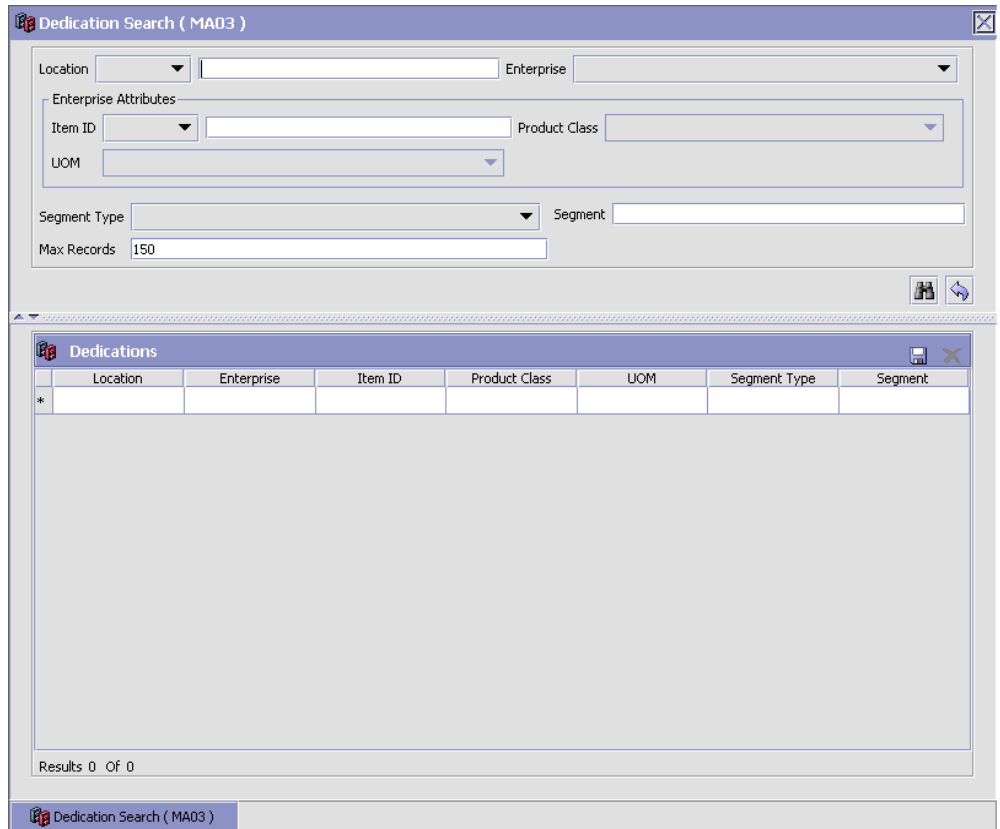 Dedication Search ( MA03 )
Location Enterprise
Enterprise Attributes
Item ID Product Class
UOM
Segment Type Segment
Max Records 150
Dedications
Location Enterprise Item ID Product Class UOM Segment Type Segment
*
Results 0 Of 0
Dedication Search ( MA03 )